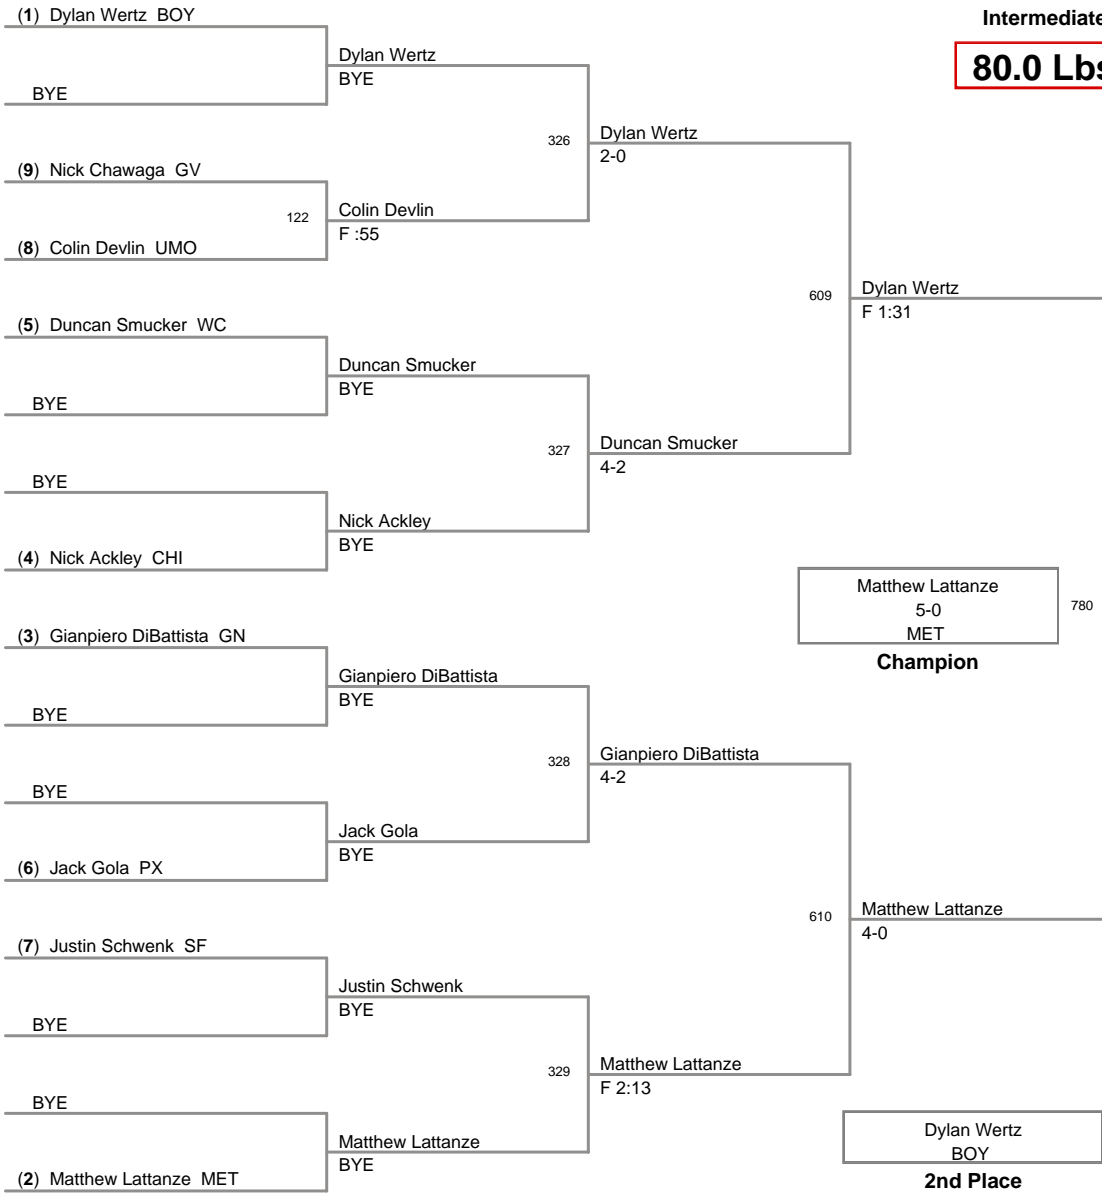 (1) Dylan Wertz BOY
Intermediate
80.0 Lbs
Dylan Wertz
BYE
BYE
326
Dylan Wertz
2-0
(9) Nick Chawaga GV
122
Colin Devlin
F :55
(8) Colin Devlin UMO
609
Dylan Wertz
F 1:31
(5) Duncan Smucker WC
Duncan Smucker
BYE
BYE
327
Duncan Smucker
4-2
BYE
Nick Ackley
BYE
(4) Nick Ackley CHI
Matthew Lattanze
5-0
MET
780
Champion
(3) Gianpiero DiBattista GN
Gianpiero DiBattista
BYE
BYE
328
Gianpiero DiBattista
4-2
BYE
Jack Gola
BYE
(6) Jack Gola PX
610
Matthew Lattanze
4-0
(7) Justin Schwenk SF
Justin Schwenk
BYE
BYE
329
Matthew Lattanze
F 2:13
BYE
Matthew Lattanze
BYE
(2) Matthew Lattanze MET
Dylan Wertz
BOY
2nd Place